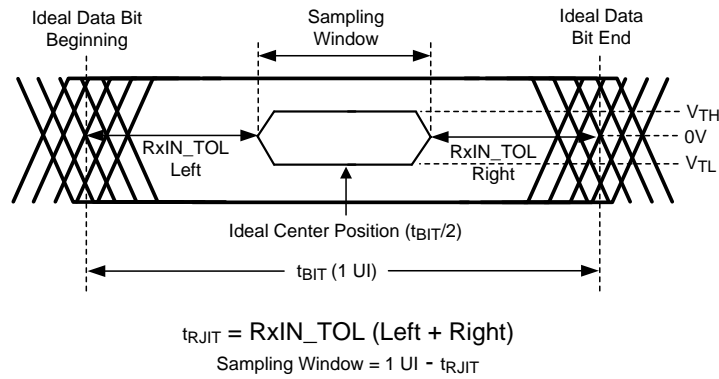 Ideal Data Bit
Beginning
Sampling
Window
Ideal Data
Bit End
VTH
0V
VTL
RxIN_TOL
Left
RxIN_TOL
Right
Ideal Center Position (tBIT/2)
tBIT (1 UI)
tRJIT = RxIN_TOL (Left + Right)
Sampling Window = 1 UI - tRJIT